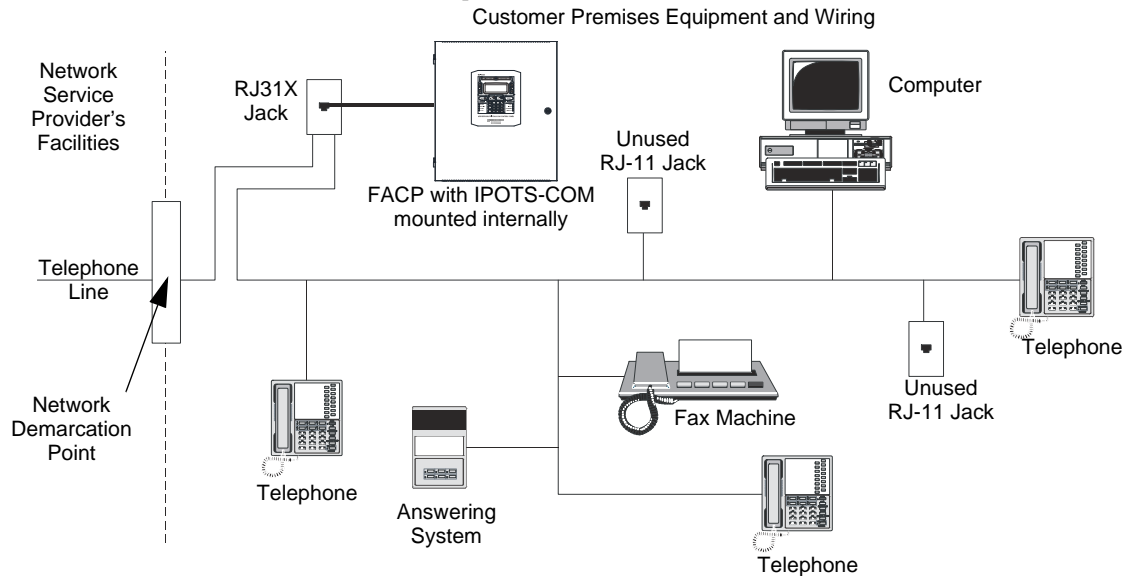 Customer Premises Equipment and Wiring
Network
Service
Provider's
Facilities
RJ31X
Jack
FACP with IPOTS-COM
mounted internally
Unused
RJ-11 Jack
Computer
Telephone
Line
Network
Demarcation
Point
Telephone
Answering
System
Fax Machine
Telephone
Unused
RJ-11 Jack
Telephone